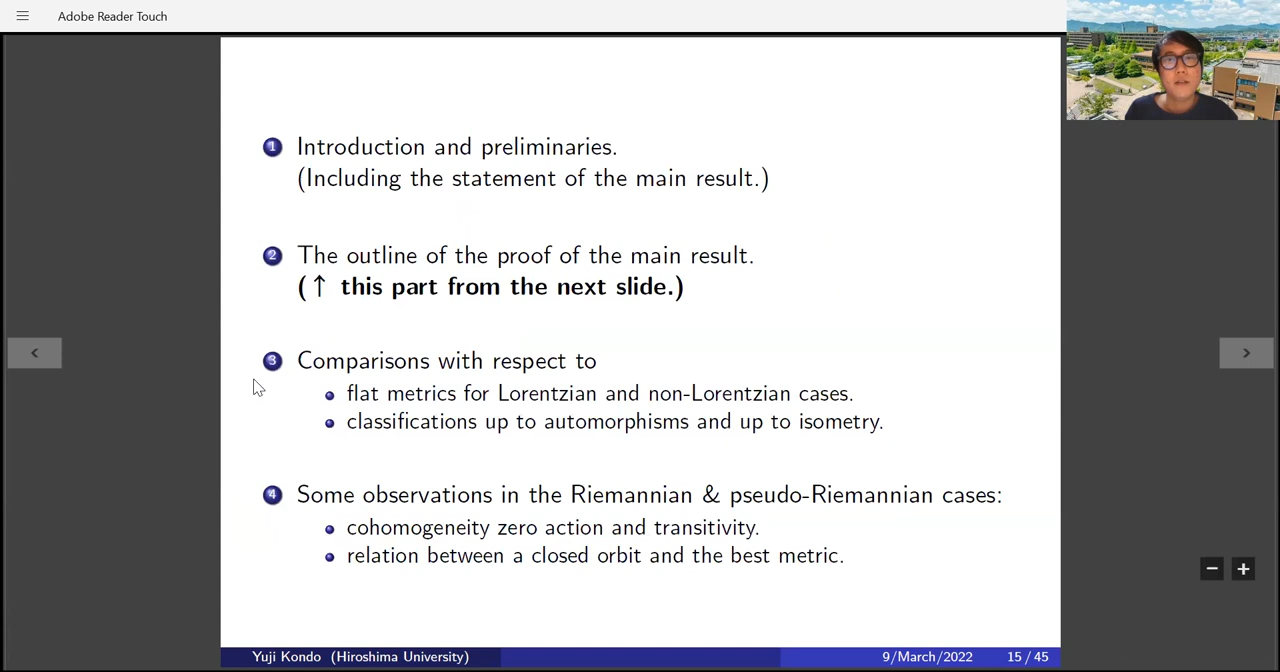 Adobe Reader Touch
1 Introduction and preliminaries.
(Including the statement of the main result.)
2 The outline of the proof of the main result.
(↑ this part from the next slide.)
3 Comparisons with respect to
flat metrics for Lorentzian and non-Lorentzian cases.
classifications up to automorphisms and up to isometry.
4 Some observations in the Riemannian & pseudo-Riemannian cases:
cohomogeneity zero action and transitivity.
relation between a closed orbit and the best metric.
Yuji Kondo (Hiroshima University) 9/March/2022 15 / 45